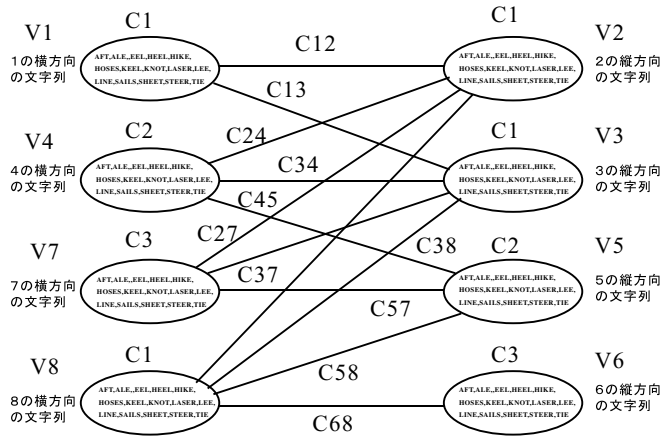 C1
C1
V1
V2
1の横方向
の文字列
AFT,ALE,,EEL,HEEL,HIKE,
HOSES,KEEL,KNOT,LASER,LEE,
LINE,SAILS,SHEET,STEER,TIE
C12
AFT,ALE,,EEL,HEEL,HIKE,
HOSES,KEEL,KNOT,LASER,LEE,
LINE,SAILS,SHEET,STEER,TIE
2の縦方向
の文字列
C13
C2
C1
V4
V3
4の横方向
の文字列
AFT,ALE,,EEL,HEEL,HIKE,
HOSES,KEEL,KNOT,LASER,LEE,
LINE,SAILS,SHEET,STEER,TIE
C24
C34
C45
AFT,ALE,,EEL,HEEL,HIKE,
HOSES,KEEL,KNOT,LASER,LEE,
LINE,SAILS,SHEET,STEER,TIE
3の縦方向
の文字列
C3
C27
C38
C2
V7
V5
7の横方向
の文字列
AFT,ALE,,EEL,HEEL,HIKE,
HOSES,KEEL,KNOT,LASER,LEE,
LINE,SAILS,SHEET,STEER,TIE
C37
C57
AFT,ALE,,EEL,HEEL,HIKE,
HOSES,KEEL,KNOT,LASER,LEE,
LINE,SAILS,SHEET,STEER,TIE
5の縦方向
の文字列
C1
C3
V8
V6
8の横方向
の文字列
AFT,ALE,,EEL,HEEL,HIKE,
HOSES,KEEL,KNOT,LASER,LEE,
LINE,SAILS,SHEET,STEER,TIE
C58
C68
AFT,ALE,,EEL,HEEL,HIKE,
HOSES,KEEL,KNOT,LASER,LEE,
LINE,SAILS,SHEET,STEER,TIE
6の縦方向
の文字列